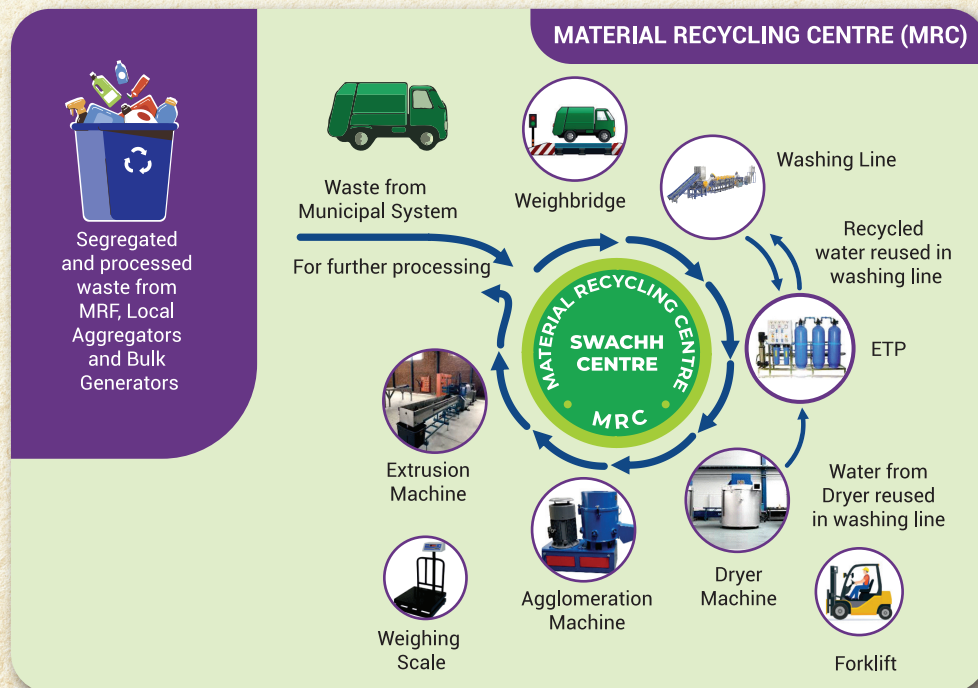 MATERIAL RECYCLING CENTRE (MRC)
Segregated
and processed
waste from
MRF, Local
Aggregators
and Bulk
Generators
Waste from
Municipal System
For further processing
Weighbridge
Washing Line
Recycled
water reused in
washing line
ETP
MATERIAL RECYCLING CENTRE
SWACHH
CENTRE
MRC
Extrusion
Machine
Water from
Dryer reused
in washing line
Dryer
Machine
Agglomeration
Machine
Weighing
Scale
Forklift